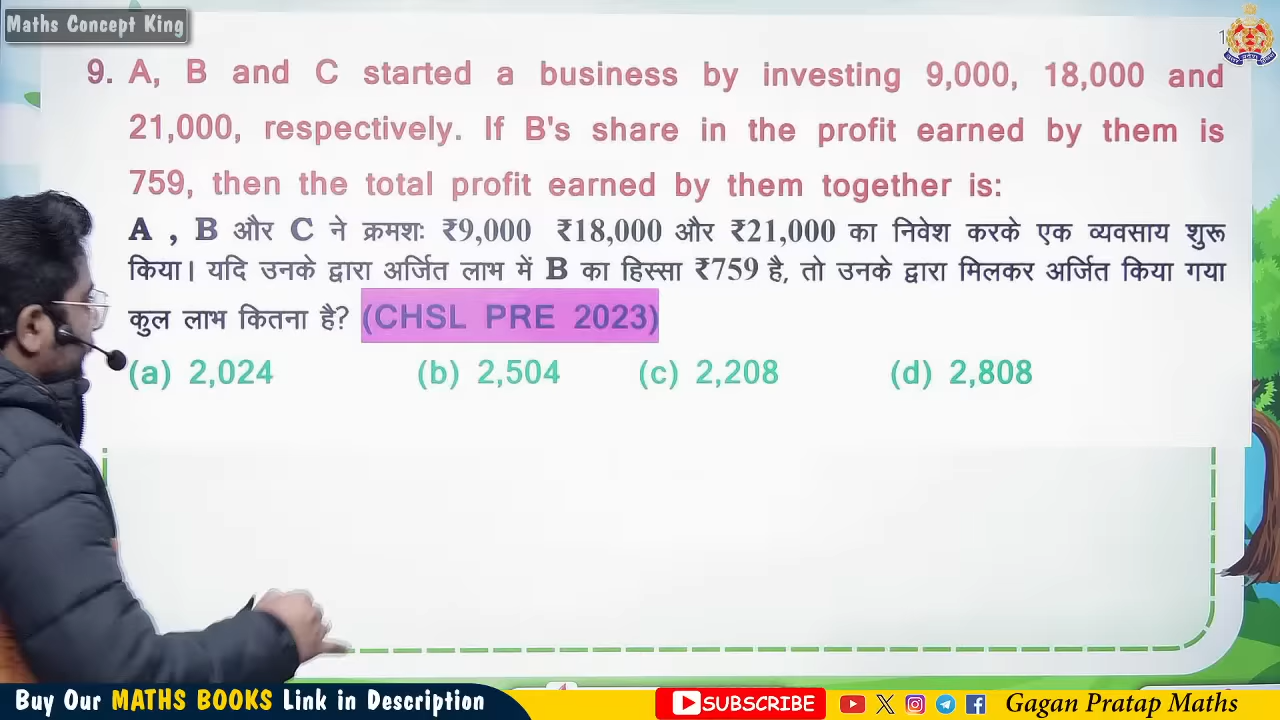 Maths Concept King
1
9. A, B and C started a business by investing 9,000, 18,000 and
21,000, respectively. If B's share in the profit earned by them is
759, then the total profit earned by them together is:
A , B और C ने क्रमशः ₹9,000 ₹18,000 और ₹21,000 का निवेश करके एक व्यवसाय शुरू
किया। यदि उनके द्वारा अर्जित लाभ में B का हिस्सा ₹759 है, तो उनके द्वारा मिलकर अर्जित किया गया
कुल लाभ कितना है? (CHSL PRE 2023)
(a) 2,024 (b) 2,504 (c) 2,208 (d) 2,808
Buy Our MATHS BOOKS Link in Description SUBSCRIBE Gagan Pratap Maths